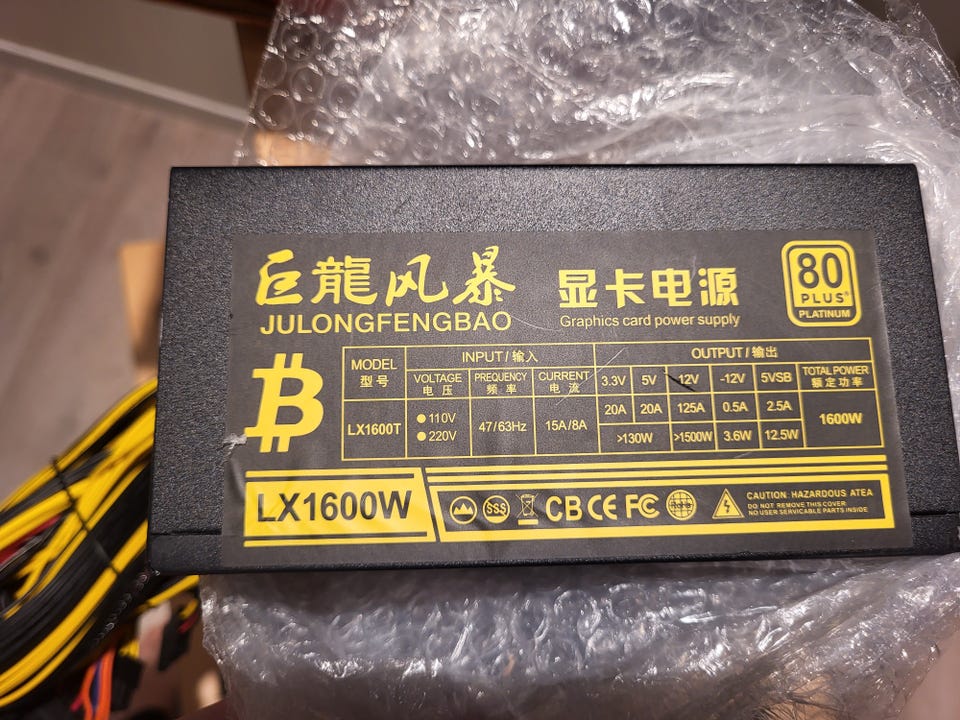 巨龍风暴
JULONGFENGBAO
显卡电源
Graphics card power supply
80
PLUS®
PLATINUM
MODEL
型号
INPUT/输入
OUTPUT/输出
VOLTAGE
电压
PREQUENCY
频率
CURRENT
电流
3.3V 5V 12V -12V 5VSB
TOTAL POWER
额定功率
LX1600T
110V
220V
47/63Hz
15A/8A
20A 20A 125A 0.5A 2.5A
>130W >1500W 3.6W 12.5W
1600W
LX1600W
SSS
CB CE FC
CAUTION HAZARDOUS ATEA
DO NOT REMOVE THIS COVER
NO USER SERVICABLE PARTS INSIDE